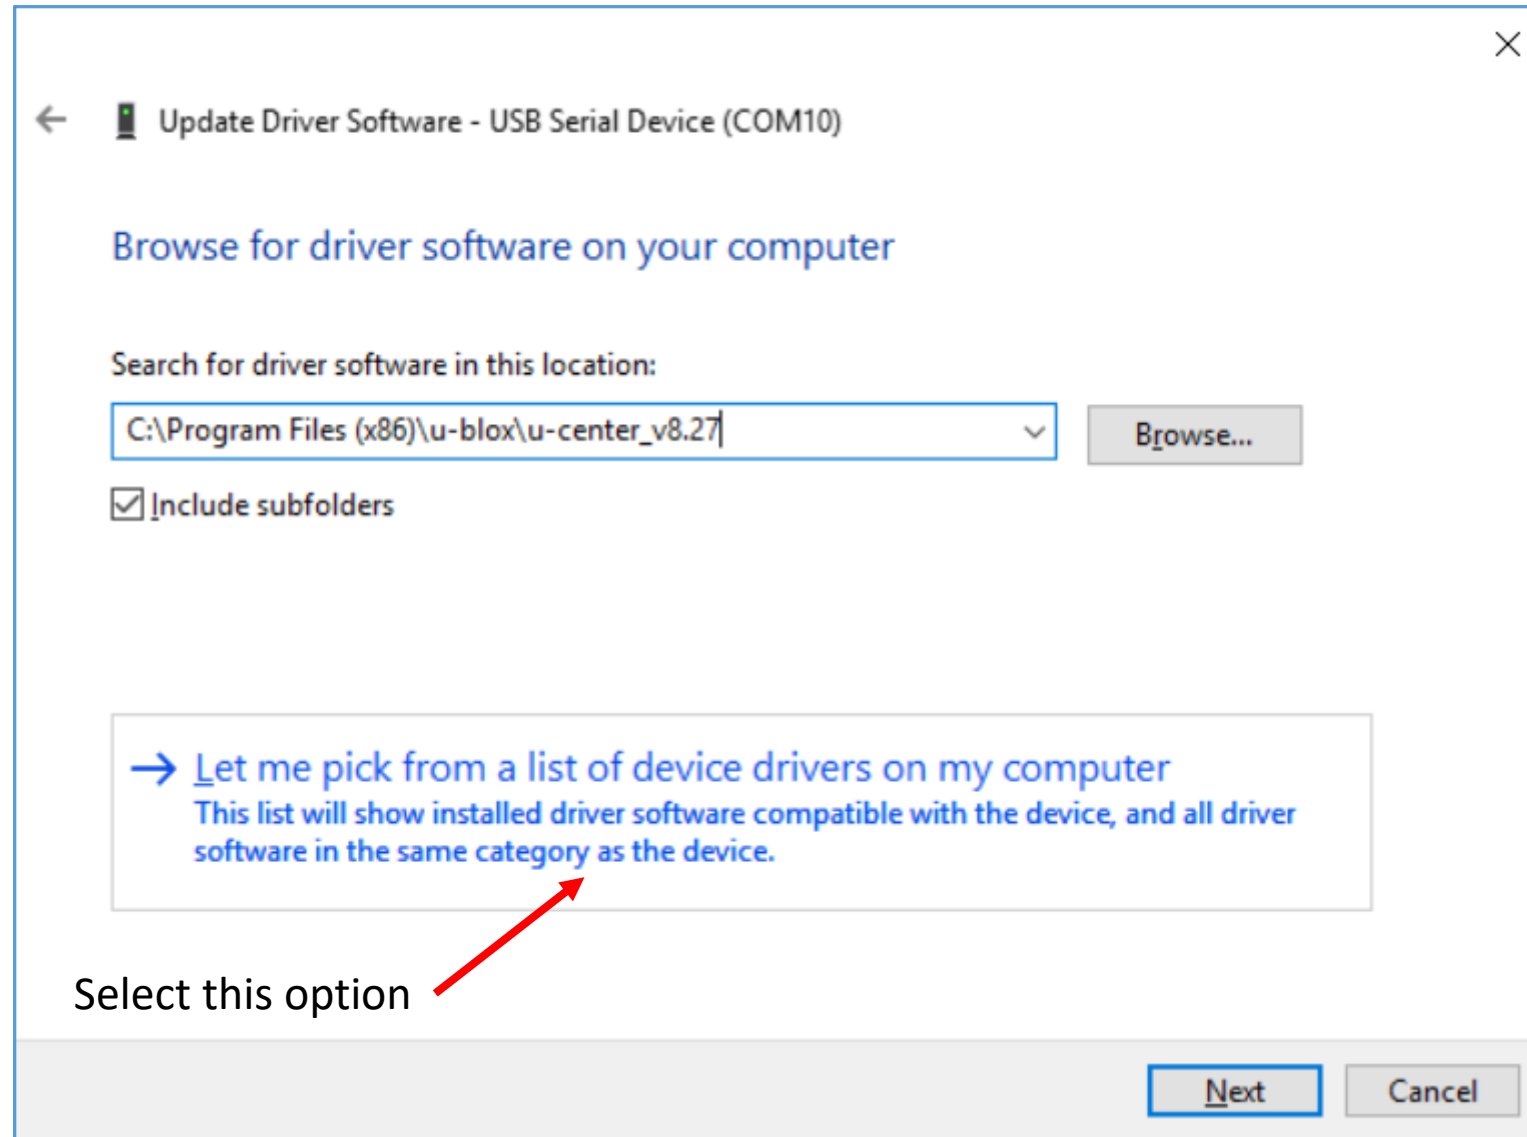 Update Driver Software - USB Serial Device (COM10)
Browse for driver software on your computer
Search for driver software in this location:
C:\Program Files (x86)\u-blox\u-center_v8.27
Browse...
Include subfolders
Let me pick from a list of device drivers on my computer
This list will show installed driver software compatible with the device, and all driver
software in the same category as the device.
Select this option
Next
Cancel